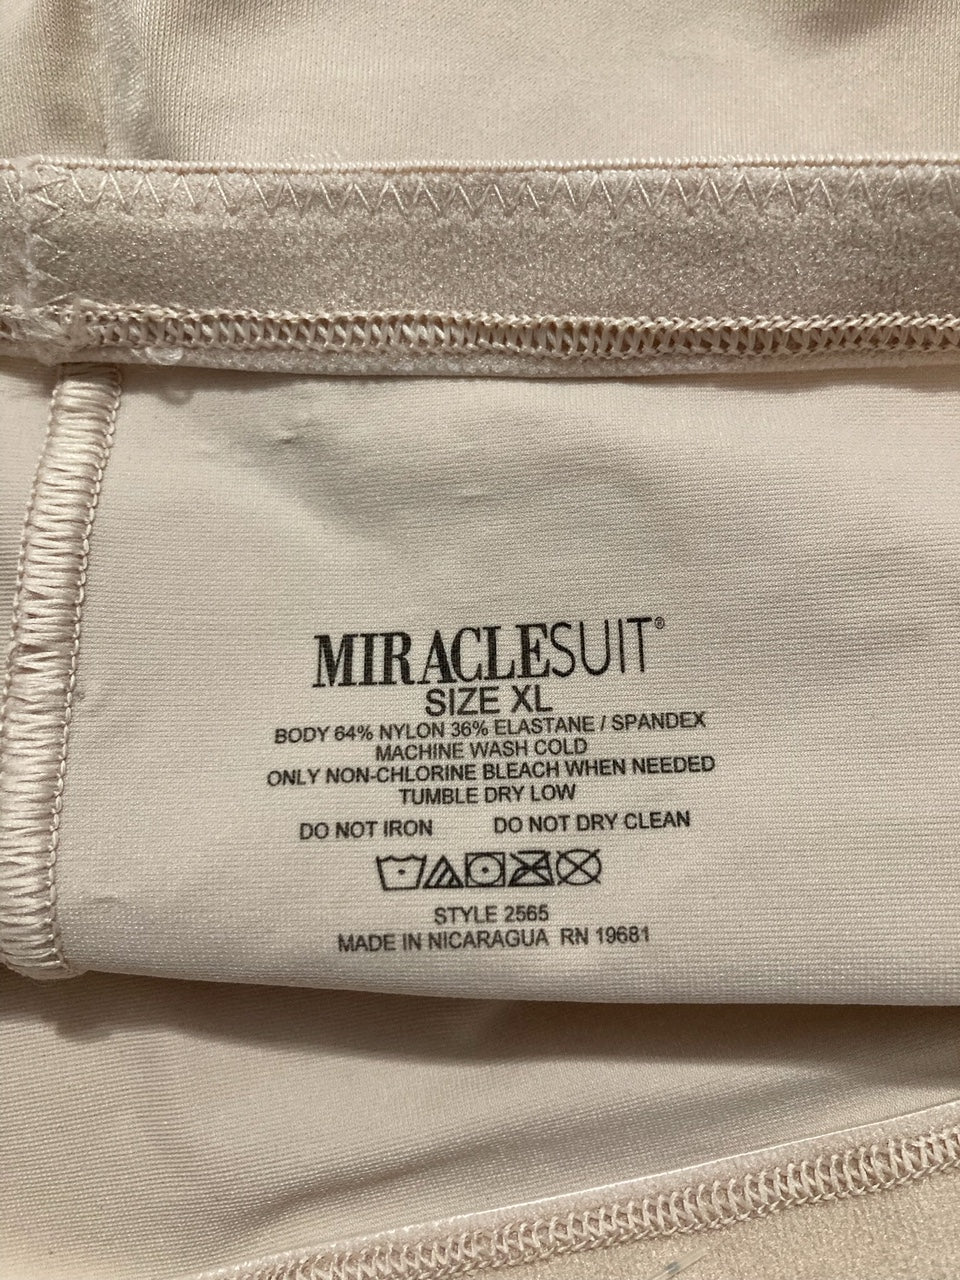 MIRACLESUIT®
SIZE XL
BODY 64% NYLON 36% ELASTANE / SPANDEX
MACHINE WASH COLD
ONLY NON-CHLORINE BLEACH WHEN NEEDED
TUMBLE DRY LOW
DO NOT IRON DO NOT DRY CLEAN
STYLE 2565
MADE IN NICARAGUA RN 19681